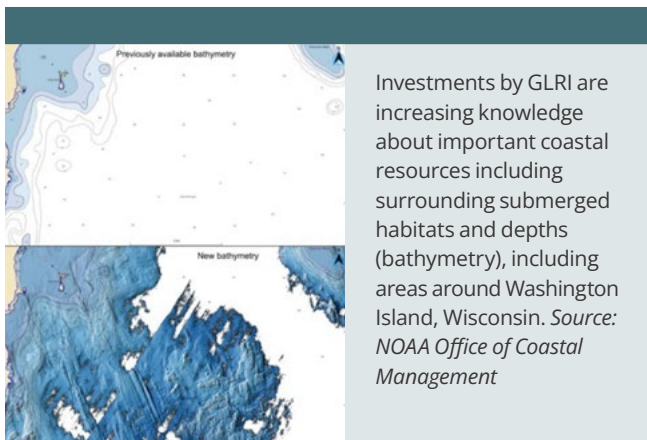 Previously available bathymetry
New bathymetry
Investments by GLRI are
increasing knowledge
about important coastal
resources including
surrounding submerged
habitats and depths
(bathymetry), including
areas around Washington
Island, Wisconsin. Source:
NOAA Office of Coastal
Management